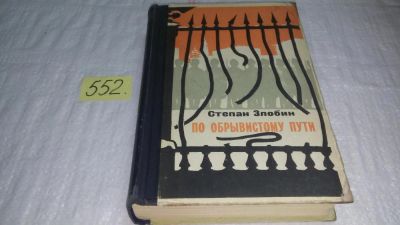 552.
Степан Злобин
ПО ОБРЫВИСТОМУ ПУТИ